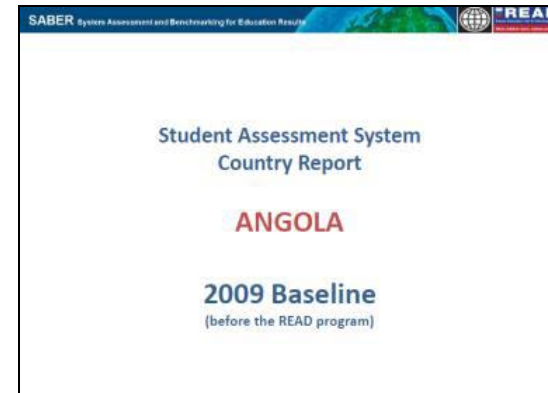 SABER System Assessment and Benchmarking for Education Results
READ
Student Assessment System
Country Report
ANGOLA
2009 Baseline
(before the READ program)